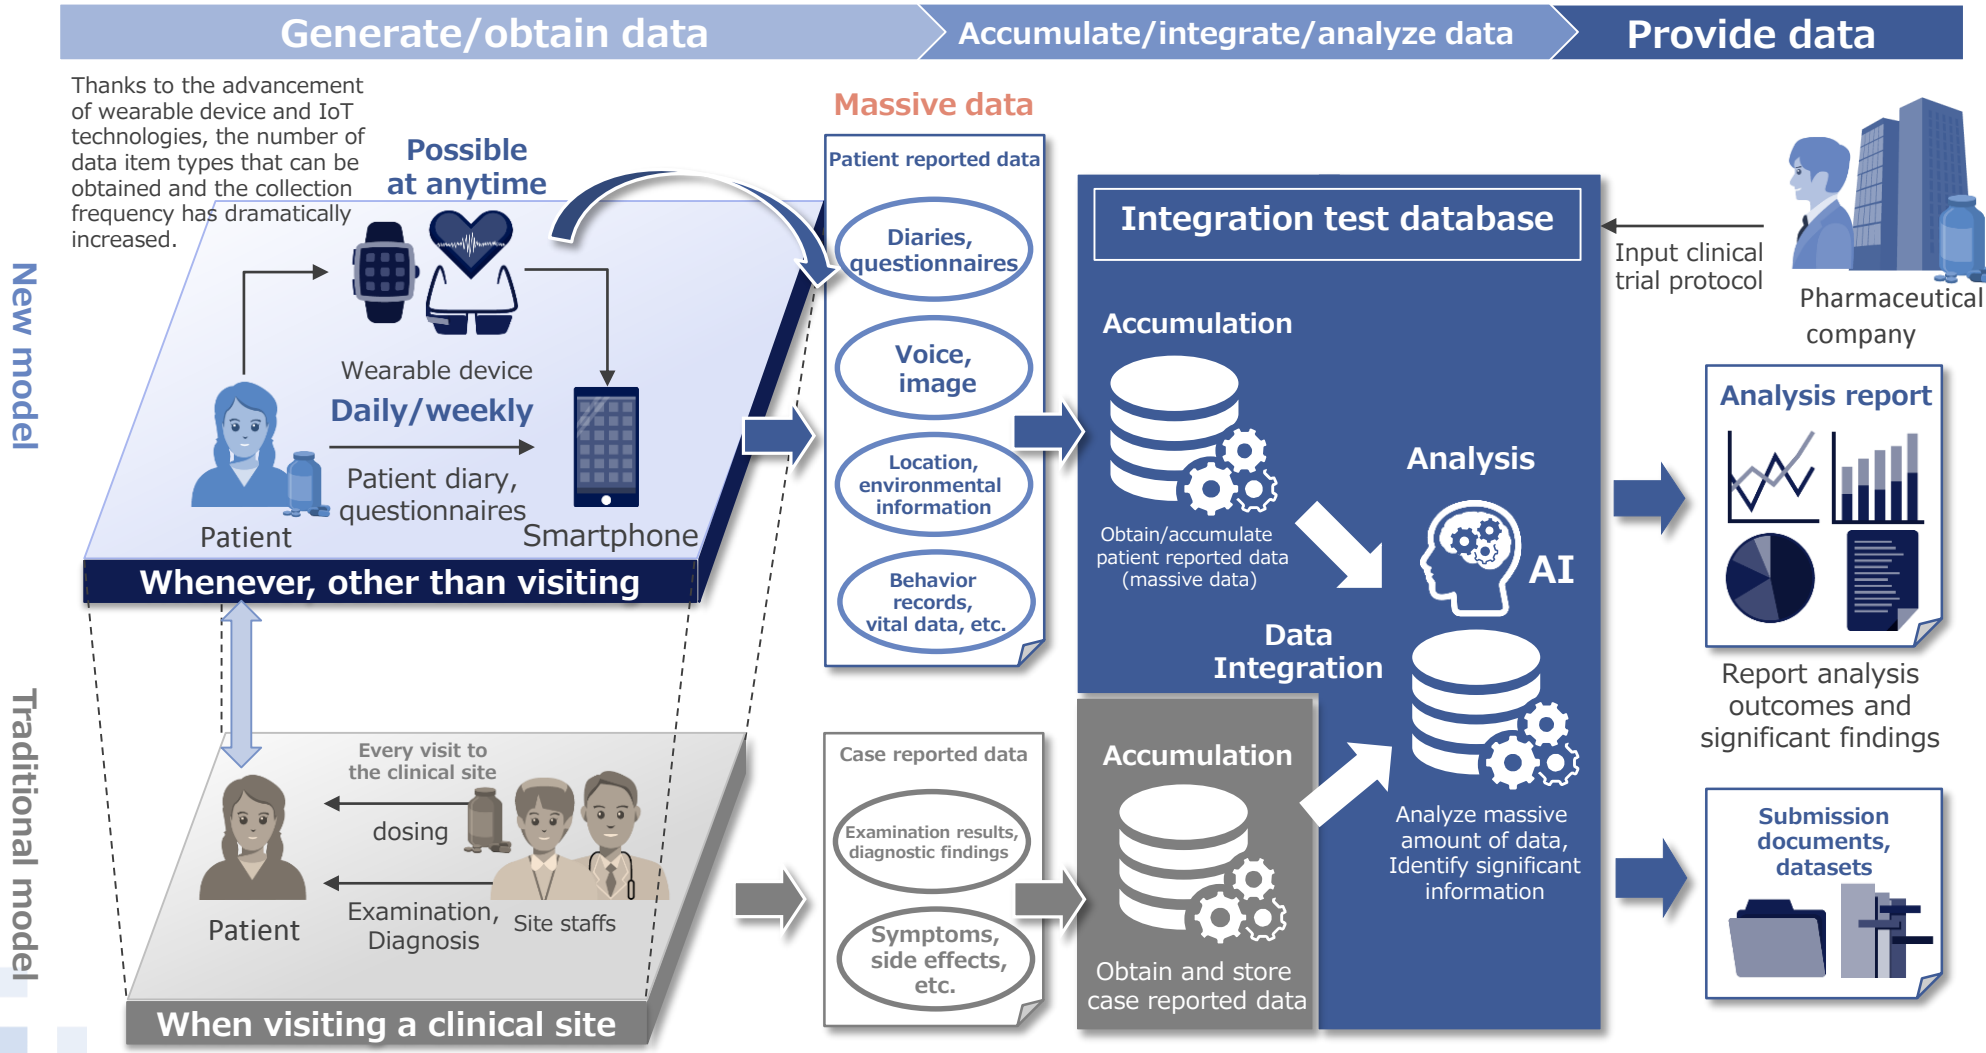 Generate/obtain data
Accumulate/integrate/analyze data
Provide data
New model
Thanks to the advancement
of wearable device and IoT
technologies, the number of
data item types that can be
obtained and the collection
frequency has dramatically
increased.
Possible
at anytime
Wearable device
Daily/weekly
Patient diary,
questionnaires
Patient
Smartphone
Whenever, other than visiting
Massive data
Patient reported data
Diaries,
questionnaires
Voice,
image
Location,
environmental
information
Behavior
records,
vital data, etc.
Integration test database
Accumulation
Obtain/accumulate
patient reported data
(massive data)
Analysis
AI
Data
Integration
Analyze massive
amount of data,
Identify significant
information
Input clinical
trial protocol
Pharmaceutical
company
Analysis report
Report analysis
outcomes and
significant findings
Submission
documents,
datasets
Traditional model
Every visit to
the clinical site
dosing
Examination,
Diagnosis
Patient
Site staffs
When visiting a clinical site
Case reported data
Examination results,
diagnostic findings
Symptoms,
side effects,
etc.
Accumulation
Obtain and store
case reported data